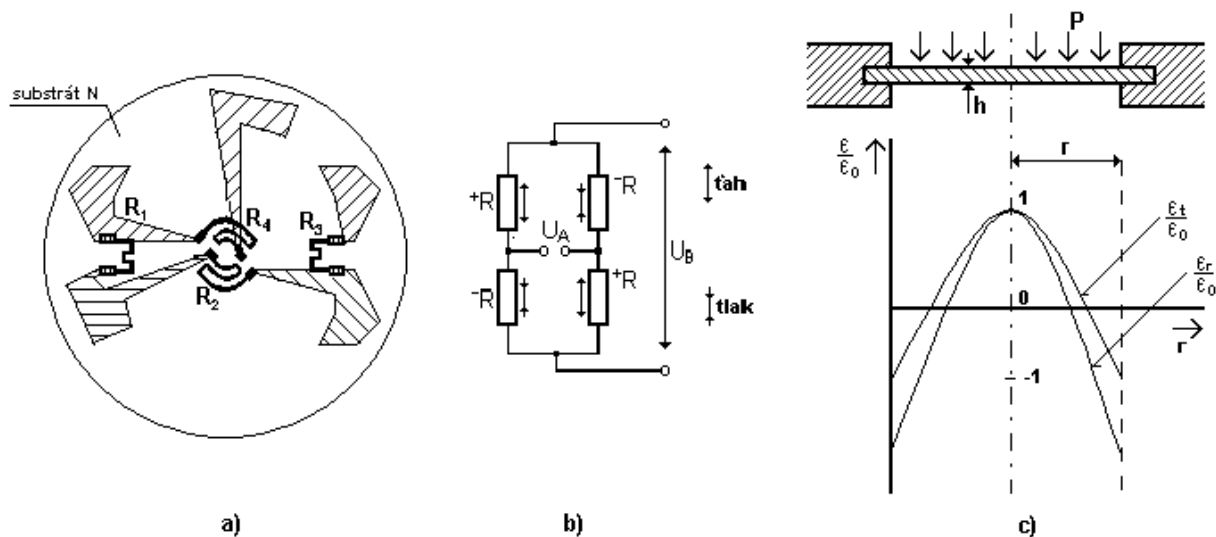 substrát N
R1
R4
R3
R2
a)
+R
-R
UA
-R
+R
UB
ťah
tlak
b)
P
h
ε/ε0
r
1
εt/ε0
εr/ε0
0
r
-1
c)